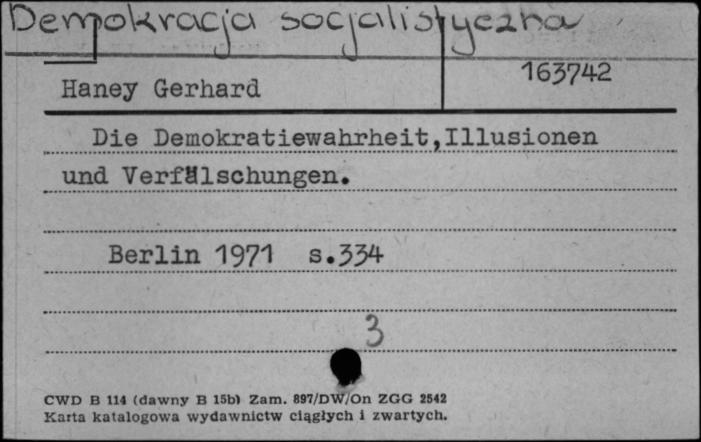 Demokracja socjalistyczna
163742
Haney Gerhard
Die Demokratiewahrheit,Illusionen
und Verfälschungen.
Berlin 1971 s.334
3
CWD B 114 (dawny B 15b) Zam. 897/DW/On ZGG 2542
Karta katalogowa wydawnictw ciągłych i zwartych.